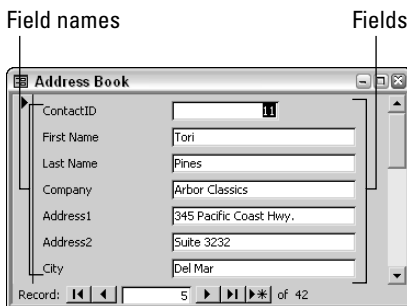 Field names Fields
Address Book
ContactID 11
First Name Tori
Last Name Pines
Company Arbor Classics
Address1 345 Pacific Coast Hwy.
Address2 Suite 3232
City Del Mar
Record: 5 of 42